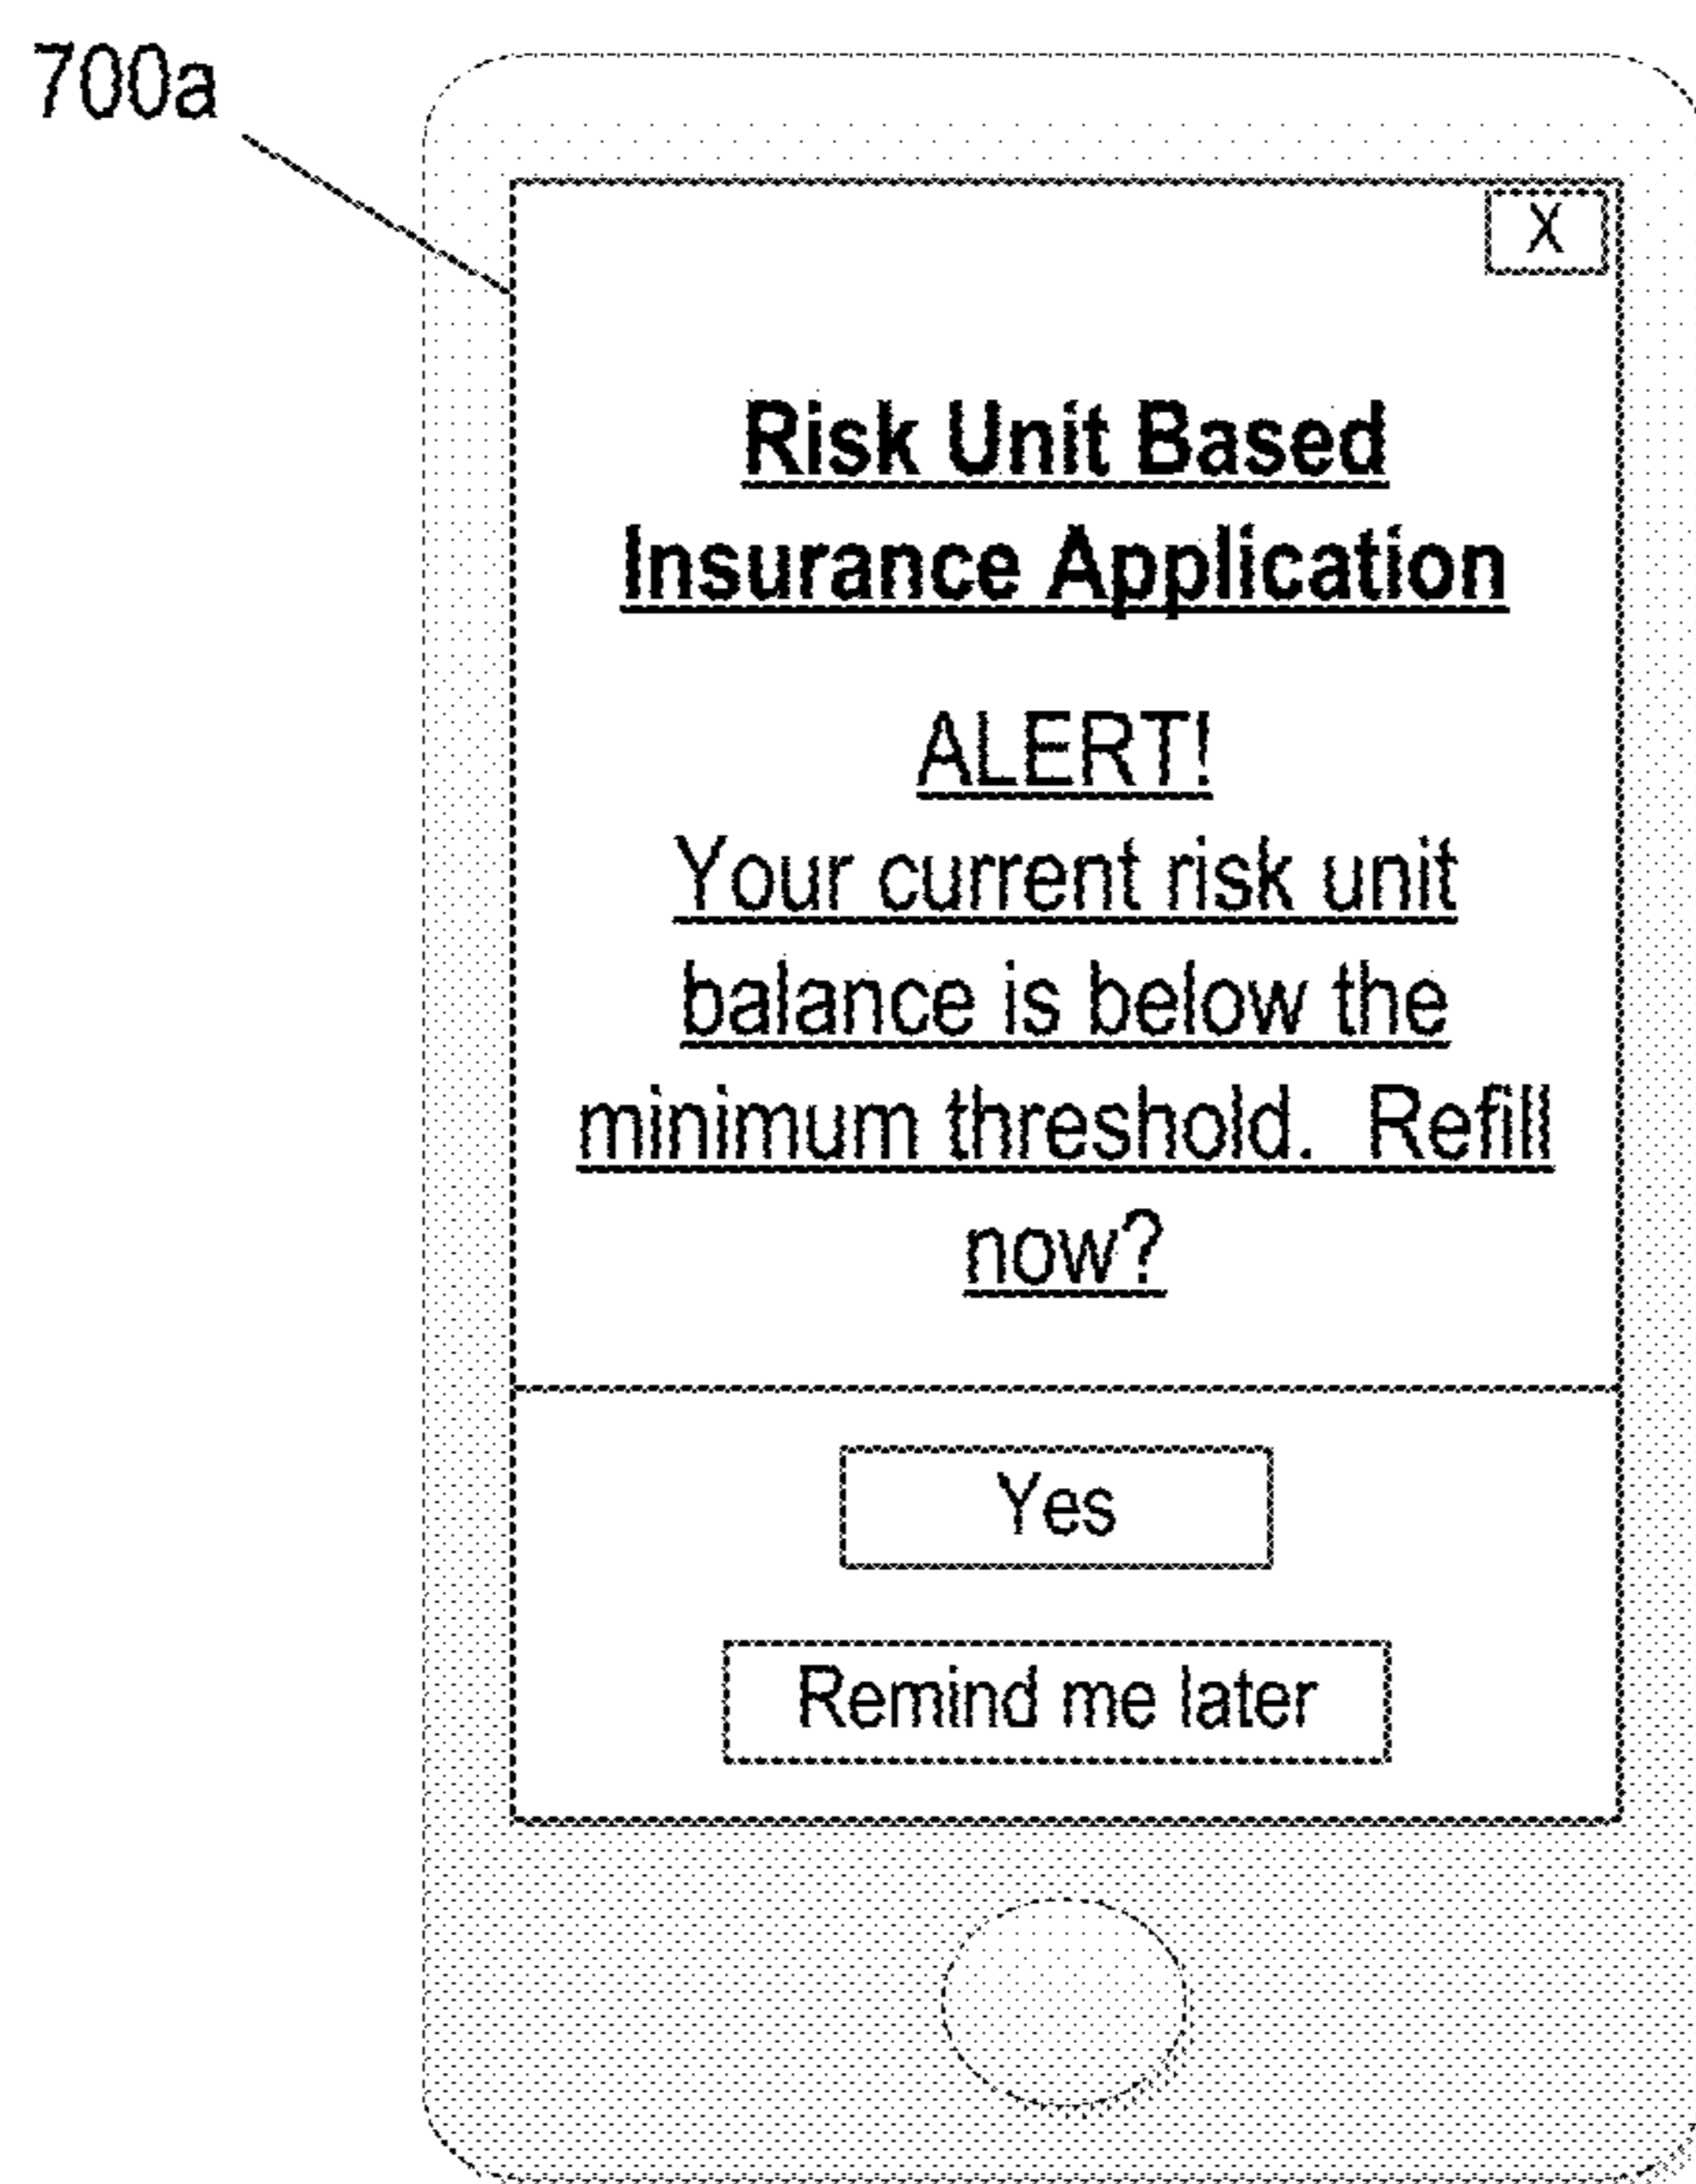 700a
X
Risk Unit Based
Insurance Application
ALERT!
Your current risk unit
balance is below the
minimum threshold. Refill
now?
Yes
Remind me later